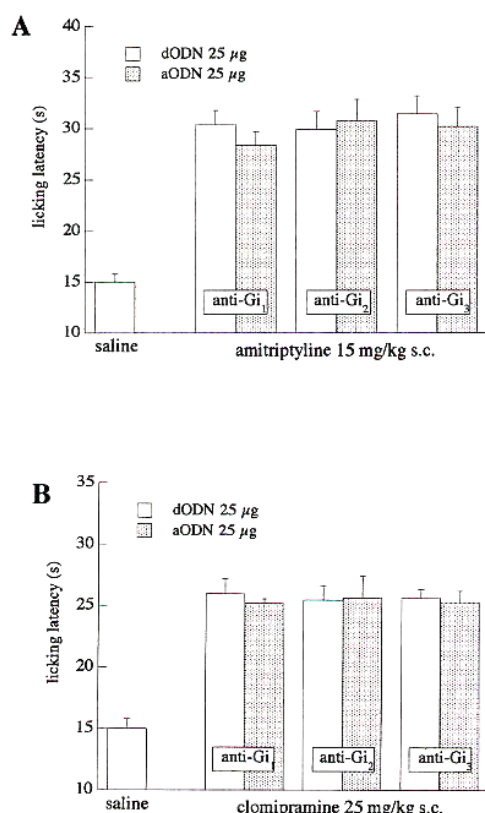 A
dODN 25 µg
aODN 25 µg
licking latency (s)
40
35
30
25
20
15
10
anti-Gi1
anti-Gi2
anti-Gi3
saline
amitriptyline 15 mg/kg s.c.
B
dODN 25 µg
aODN 25 µg
licking latency (s)
35
30
25
20
15
10
anti-Gi1
anti-Gi2
anti-Gi3
saline
clomipramine 25 mg/kg s.c.